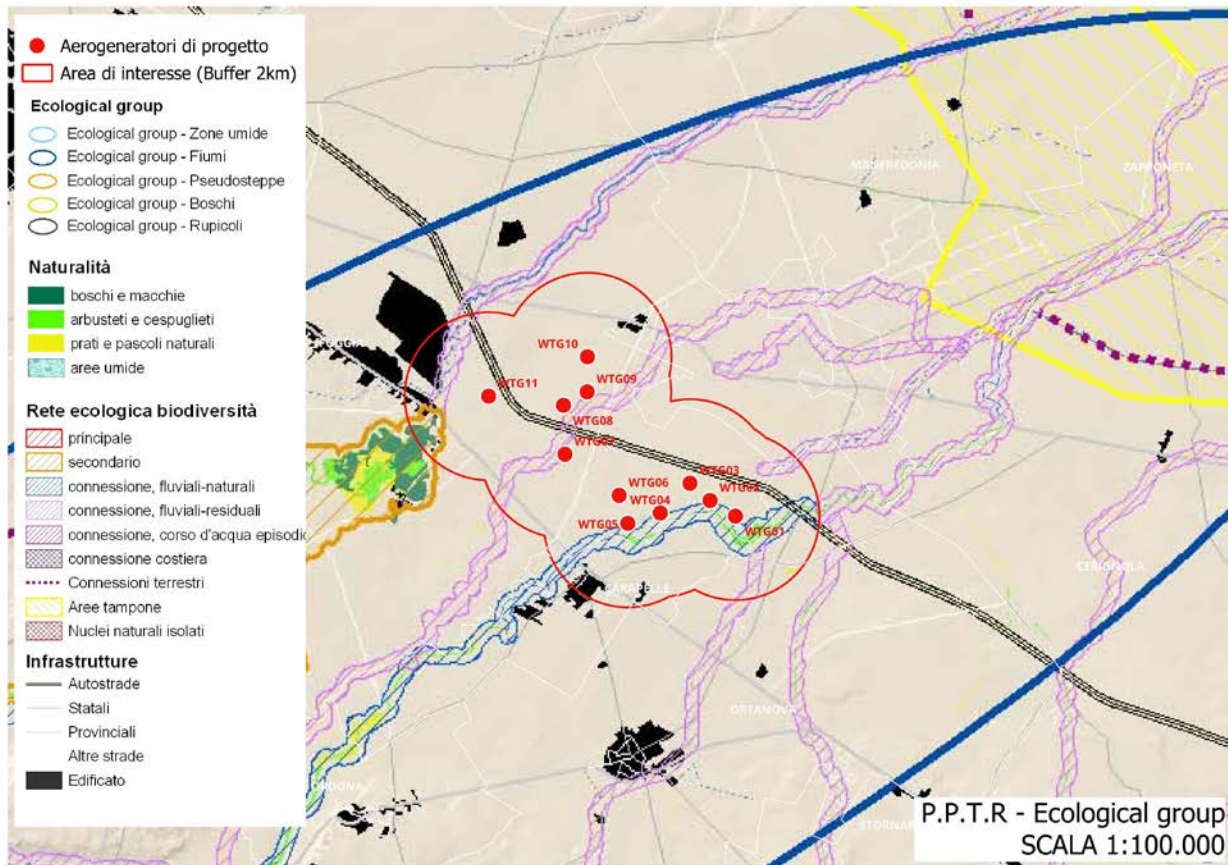 Aerogeneratori di progetto
Area di interesse (Buffer 2km)
Ecological group
Ecological group - Zone umide
Ecological group - Fiumi
Ecological group - Pseudosteppe
Ecological group - Boschi
Ecological group - Rupicoli
Naturalità
boschi e macchie
arbusteti e cespuglieti
prati e pascoli naturali
aree umide
Rete ecologica biodiversità
principale
secondario
connessione, fluviali-naturali
connessione, fluviali-residuali
connessione, corso d'acqua episodic
connessione costiera
Connessioni terrestri
Aree tampone
Nuclei naturali isolati
Infrastrutture
Autostrade
Statali
Provinciali
Altre strade
Edificato
MANFREDONIA
ZAPPONETA
WTG10
WTG11
WTG09
WTG08
WTG07
WTG03
WTG06
WTG02
WTG04
WTG05
WTG01
CARAPELLE
CERIGNOLA
ORTANOVA
P.P.T.R - Ecological group
SCALA 1:100.000